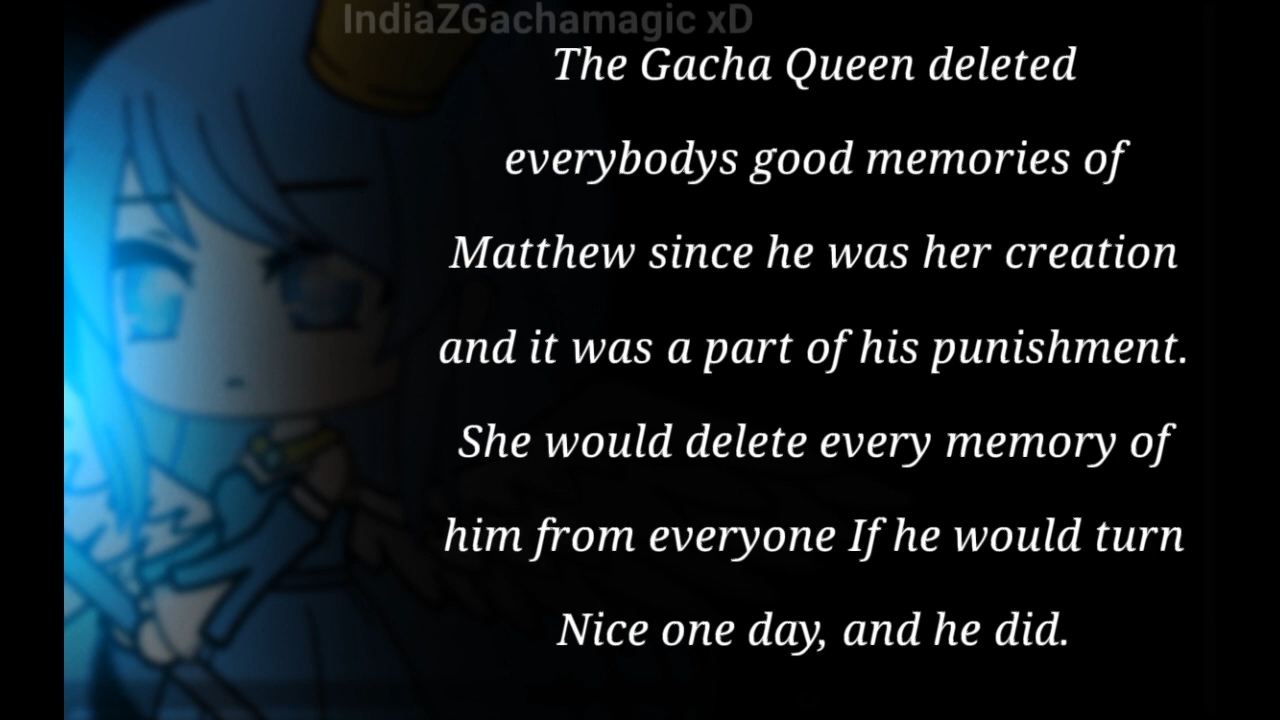 IndiaZGachamagic xD
The Gacha Queen deleted
everybodys good memories of
Matthew since he was her creation
and it was a part of his punishment.
She would delete every memory of
him from everyone If he would turn
Nice one day, and he did.